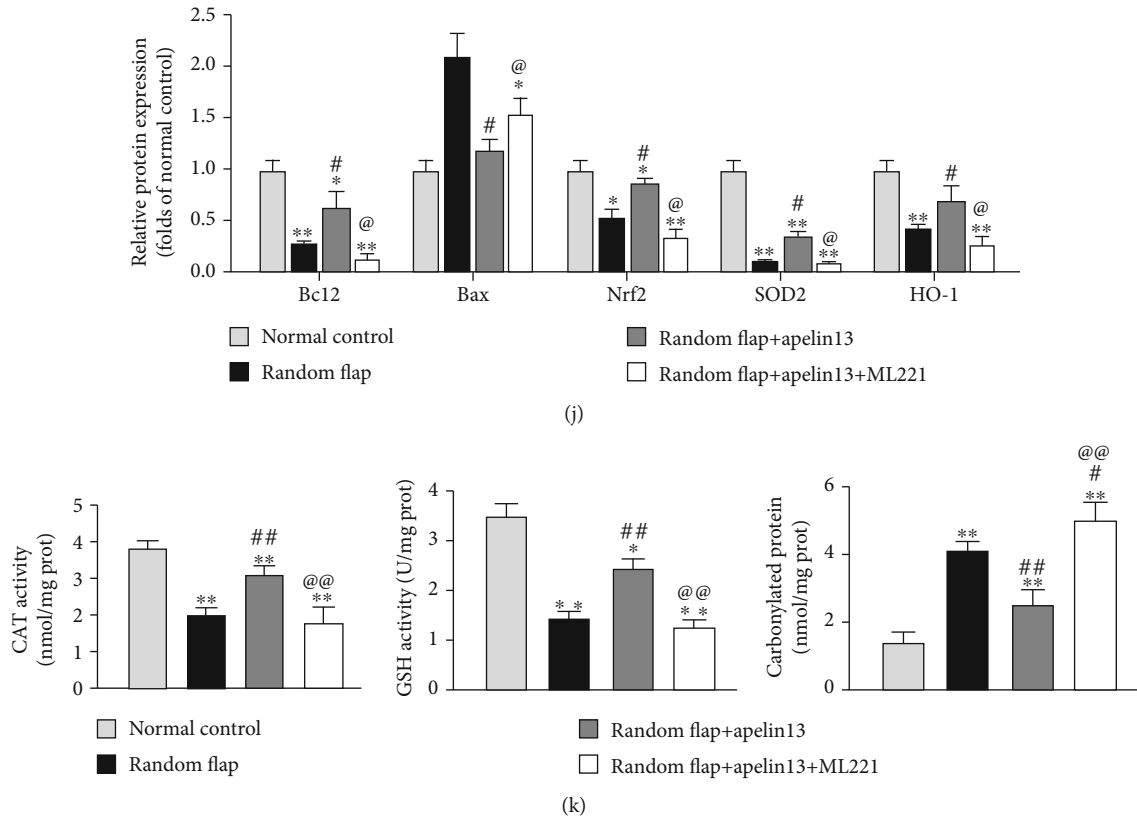 Relative protein expression
(folds of normal control)
2.5
2.0
1.5
1.0
0.5
0.0
**
#
*
@
**
#
@
*
*
#
*
@
**
**
#
**
@
**
**
#
@
**
Bc12
Bax
Nrf2
SOD2
HO-1
Normal control
Random flap
Random flap+apelin13
Random flap+apelin13+ML221
(j)
CAT activity
(nmol/mg prot)
5
4
3
2
1
0
**
##
**
@@
**
GSH activity (U/mg prot)
4
3
2
1
0
**
##
*
@@
**
Carbonylated protein
(nmol/mg prot)
6
4
2
0
**
##
**
@@
#
**
Normal control
Random flap
Random flap+apelin13
Random flap+apelin13+ML221
(k)